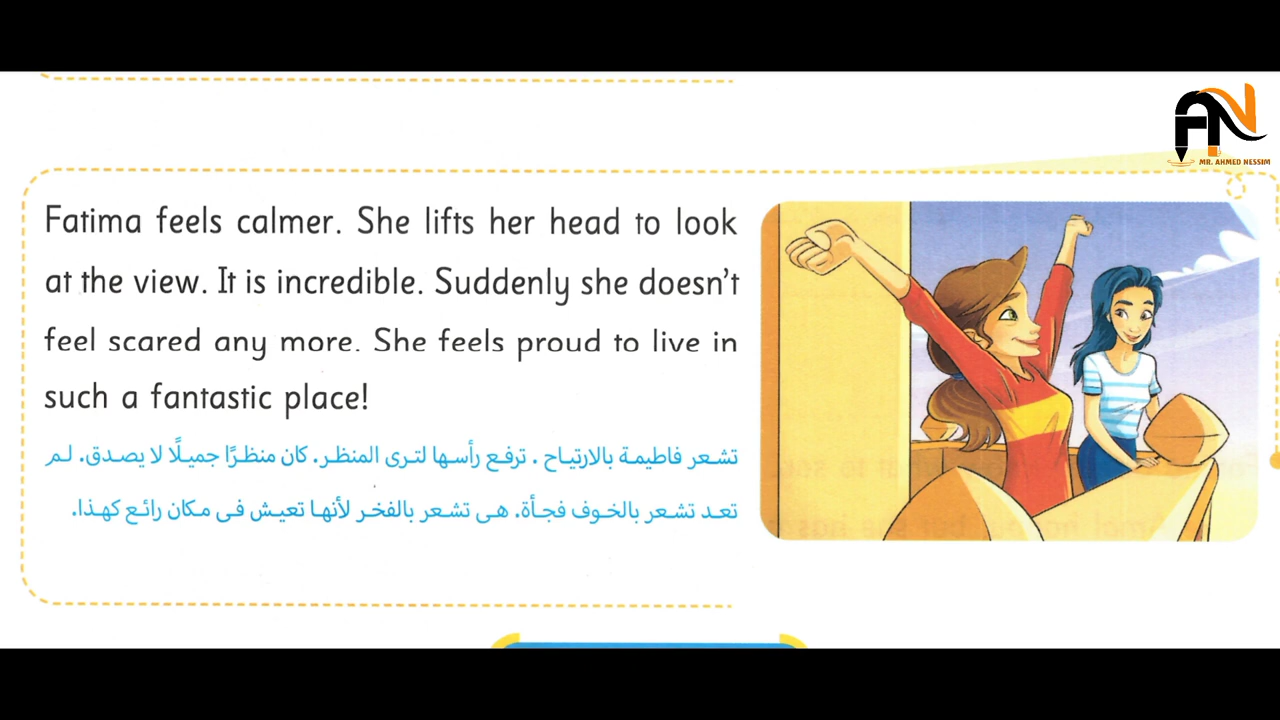 MR. AHMED NESSIM
Fatima feels calmer. She lifts her head to look
at the view. It is incredible. Suddenly she doesn't
feel scared any more. She feels proud to live in
such a fantastic place!
تشعر فاطيمة بالارتياح . ترفع رأسها لترى المنظر. كان منظرًا جميلًا لا يصدق. لم
تعد تشعر بالخوف فجأة. هى تشعر بالفخر لأنها تعيش فى مكان رائع كهذا.